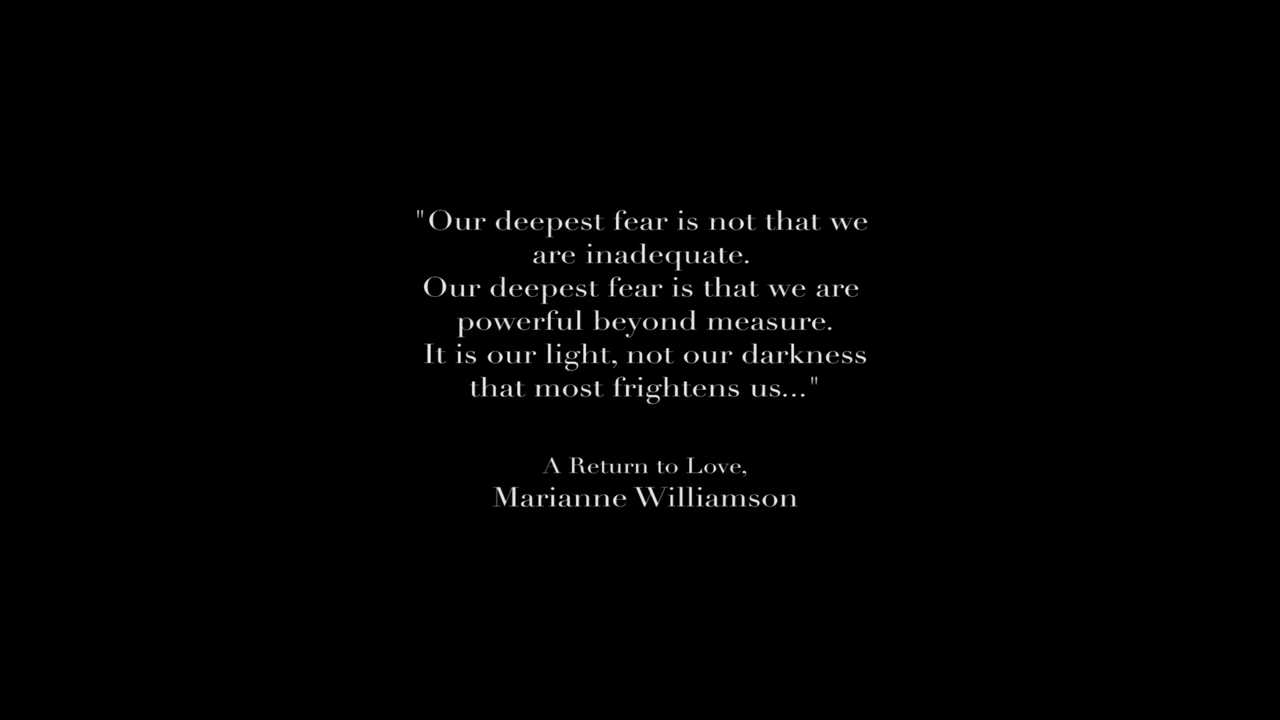 "Our deepest fear is not that we
are inadequate.
Our deepest fear is that we are
powerful beyond measure.
It is our light, not our darkness
that most frightens us..."
A Return to Love,
Marianne Williamson